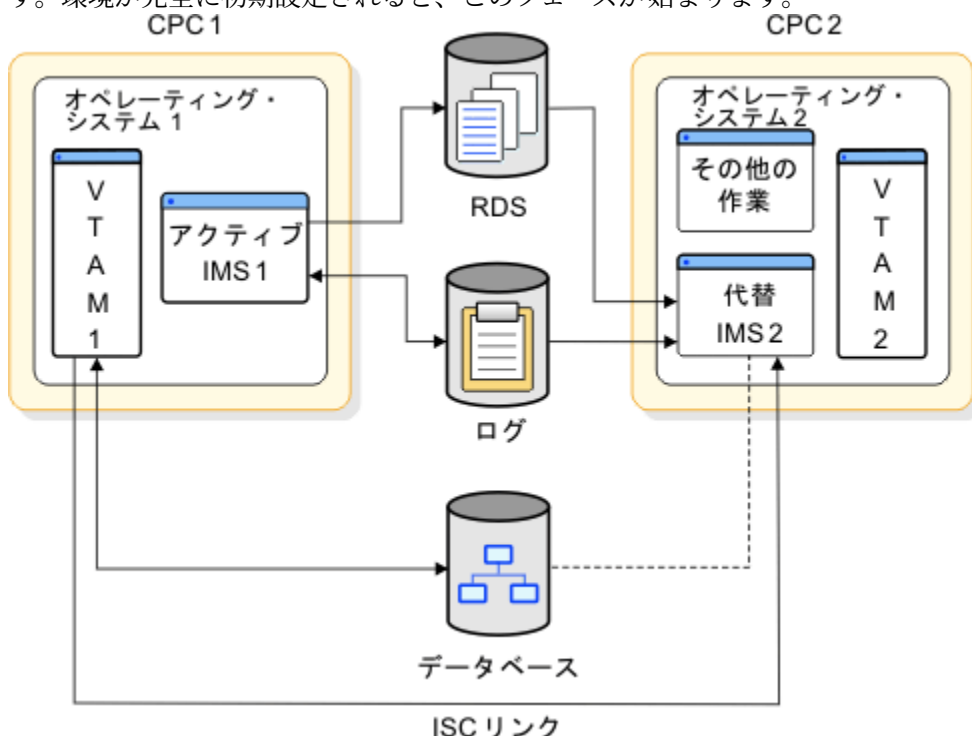 す。環境が完全に初期設定されると、このフェーズが始まります。
CPC 1
CPC 2
オペレーティング・
システム 1
V
T
A
M
1
アクティブ
IMS 1
RDS
ログ
データベース
ISC リンク
オペレーティング・
システム 2
その他の
作業
代替
IMS 2
V
T
A
M
2